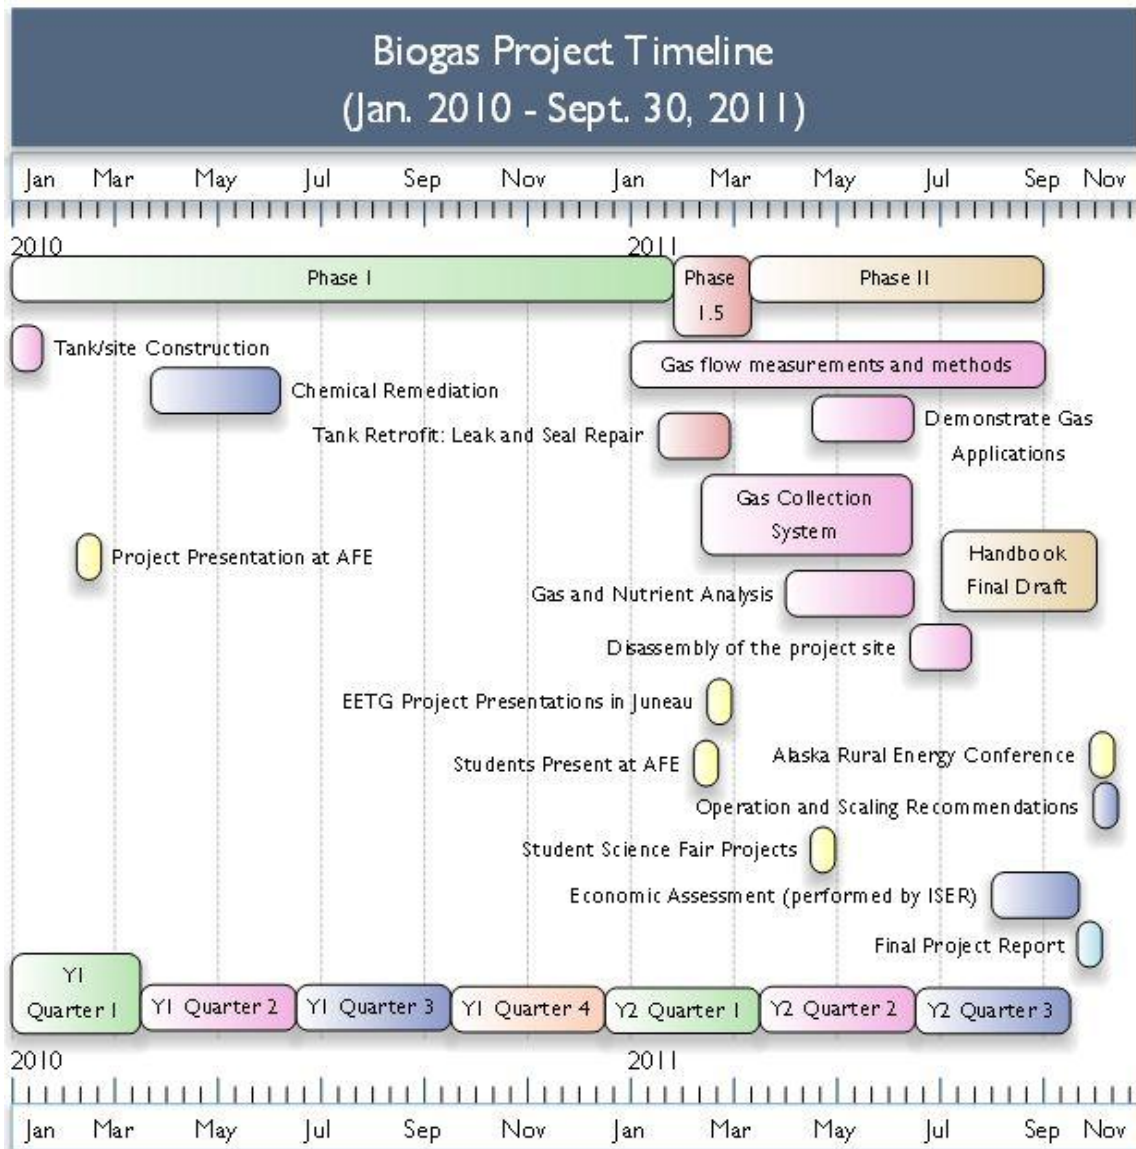 Biogas Project Timeline
(Jan. 2010 - Sept. 30, 2011)
Jan Mar May Jul Sep Nov Jan Mar May Jul Sep Nov
2010 2011
Phase I
Phase
1.5
Phase II
Tank/site Construction
Gas flow measurements and methods
Chemical Remediation
Tank Retrofit: Leak and Seal Repair
Demonstrate Gas
Applications
Gas Collection
System
Project Presentation at AFE
Handbook
Final Draft
Gas and Nutrient Analysis
Disassembly of the project site
EETG Project Presentations in Juneau
Students Present at AFE
Alaska Rural Energy Conference
Operation and Scaling Recommendations
Student Science Fair Projects
Economic Assessment (performed by ISER)
Final Project Report
Y1
Quarter 1
Y1 Quarter 2
Y1 Quarter 3
Y1 Quarter 4
Y2 Quarter 1
Y2 Quarter 2
Y2 Quarter 3
2010 2011
Jan Mar May Jul Sep Nov Jan Mar May Jul Sep Nov